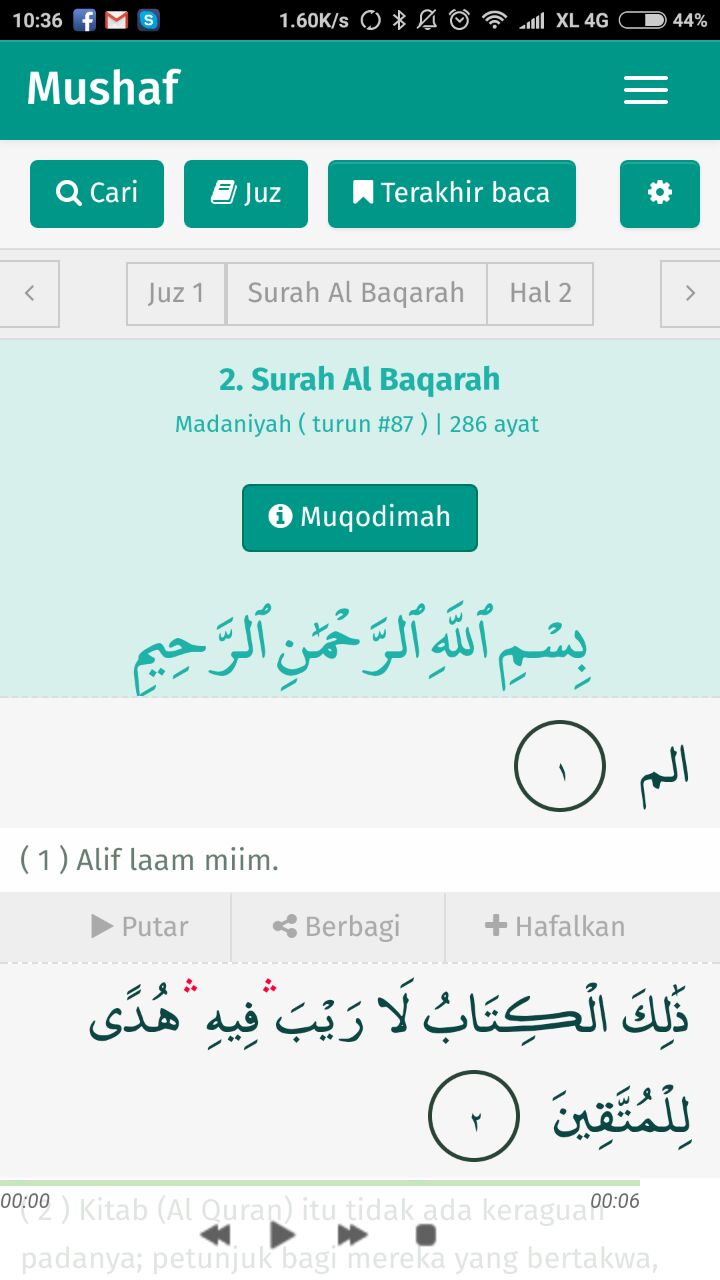 10:36 1.60K/s XL 4G 44%
Mushaf
Cari Juz Terakhir baca
Juz 1 Surah Al Baqarah Hal 2
2. Surah Al Baqarah
Madaniyah ( turun #87 ) | 286 ayat
Muqodimah
بِسْمِ ٱللَّهِ ٱلرَّحْمَٰنِ ٱلرَّحِيمِ
الم ١
( 1 ) Alif laam miim.
Putar Berbagi Hafalkan
ذَٰلِكَ الْكِتَابُ لَا رَيْبَ ۛ فِيهِ ۛ هُدًى
لِلْمُتَّقِينَ ٢
00:00 00:06
( 2 ) Kitab (Al Quran) itu tidak ada keraguan
padanya; petunjuk bagi mereka yang bertakwa,